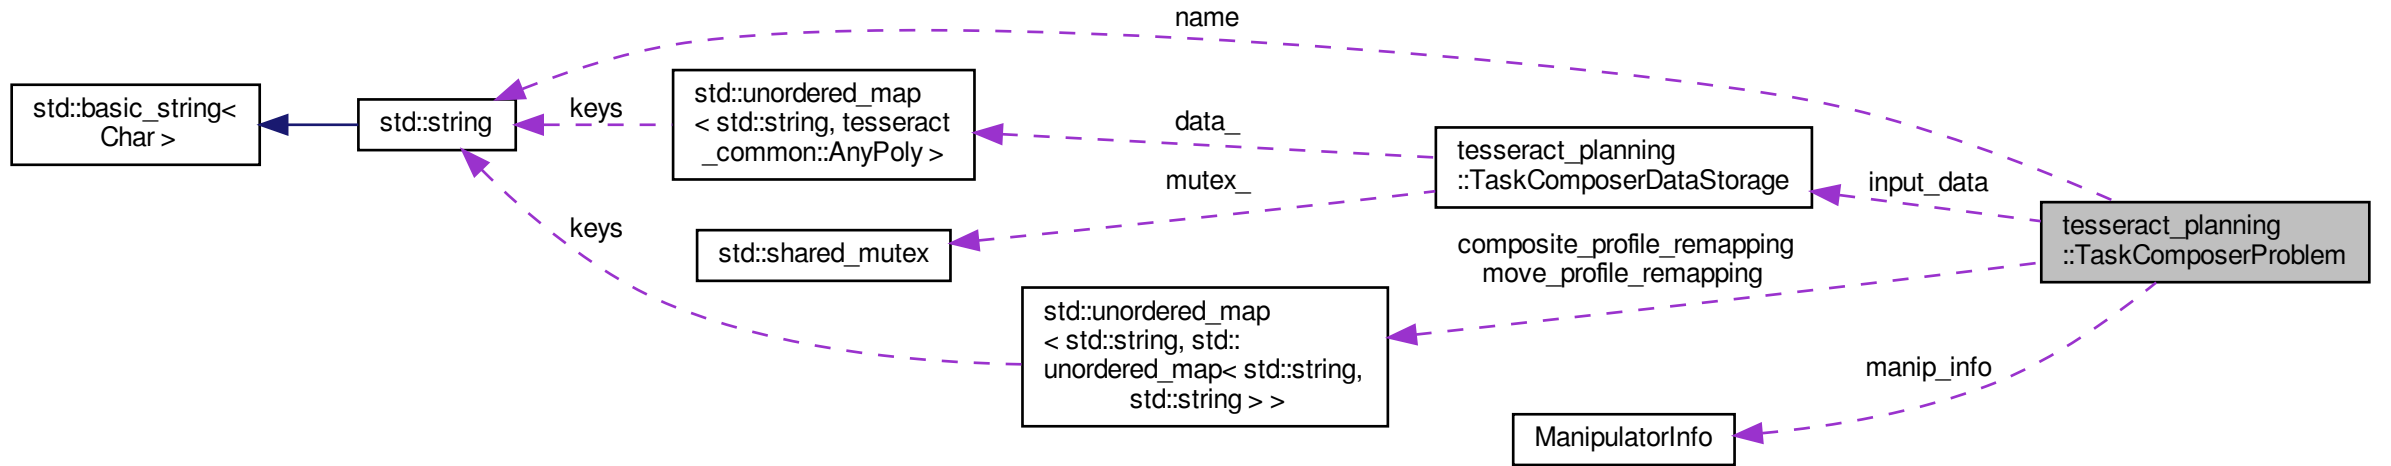 name
std::basic_string<
Char >
std::string
keys
std::unordered_map
< std::string, tesseract
_common::AnyPoly >
data_
mutex_
keys
std::shared_mutex
tesseract_planning
::TaskComposerDataStorage
input_data
composite_profile_remapping
move_profile_remapping
tesseract_planning
::TaskComposerProblem
std::unordered_map
< std::string, std::
unordered_map< std::string,
std::string > >
manip_info
ManipulatorInfo